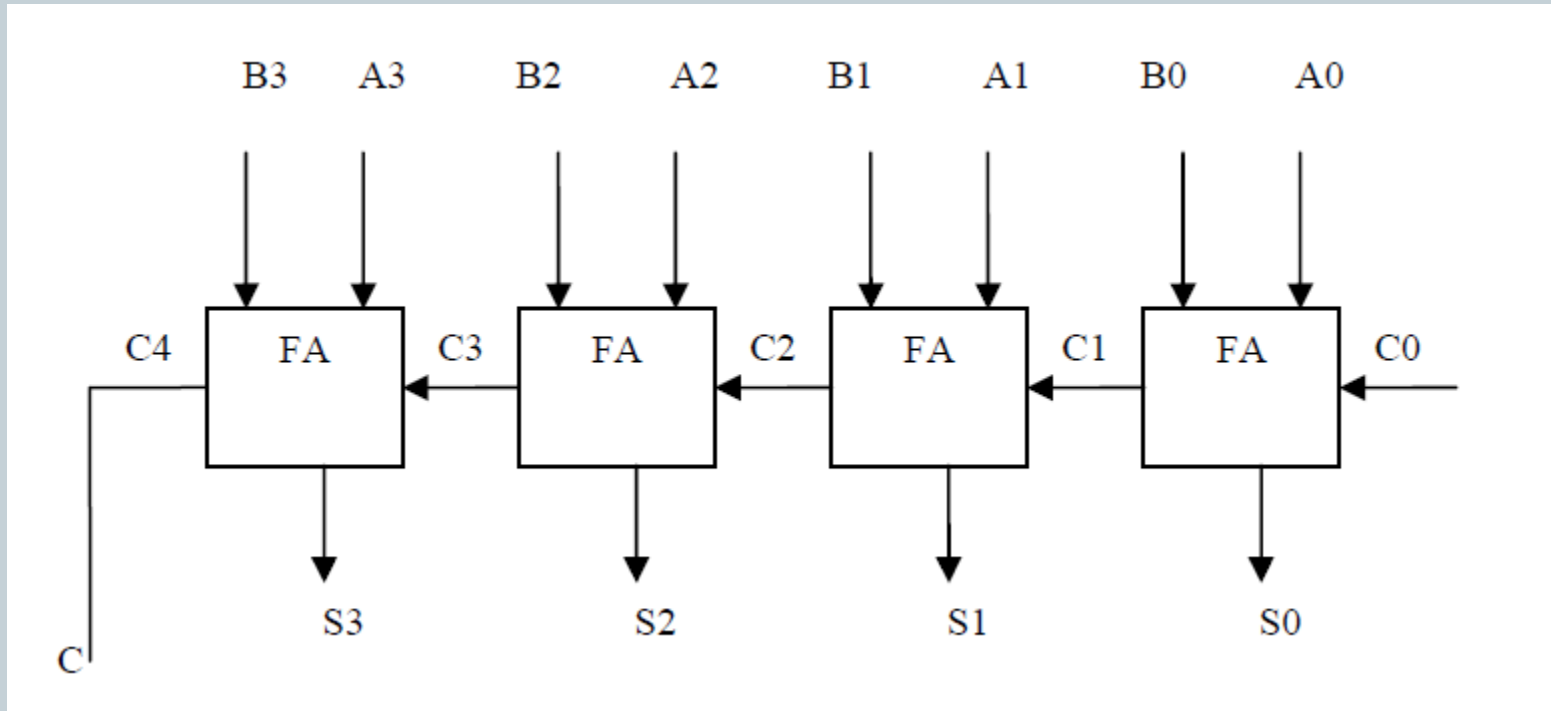 B3 A3 B2 A2 B1 A1 B0 A0
C4 FA C3 FA C2 FA C1 FA C0
S3 S2 S1 S0
C